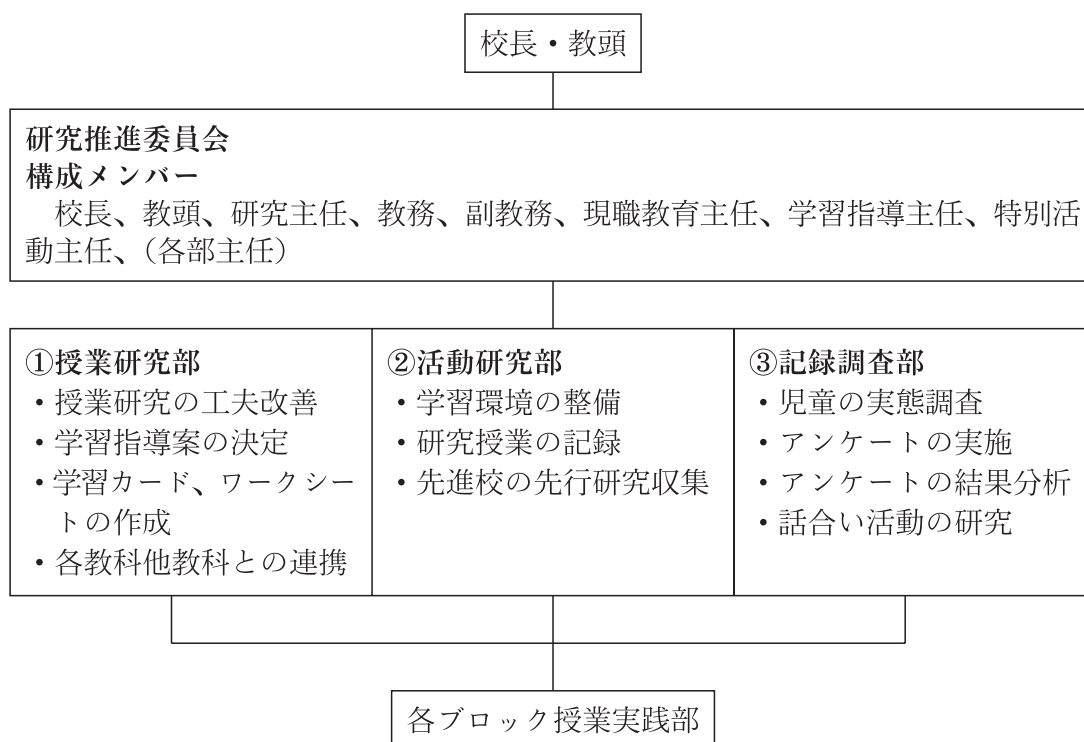 校長・教頭
研究推進委員会
構成メンバー
校長、教頭、研究主任、教務、副教務、現職教育主任、学習指導主任、特別活
動主任、（各部主任）
①授業研究部
・授業研究の工夫改善
・学習指導案の決定
・学習カード、ワークシー
トの作成
・各教科他教科との連携
②活動研究部
・学習環境の整備
・研究授業の記録
・先進校の先行研究収集
③記録調査部
・児童の実態調査
・アンケートの実施
・アンケートの結果分析
・話合い活動の研究
各ブロック授業実践部